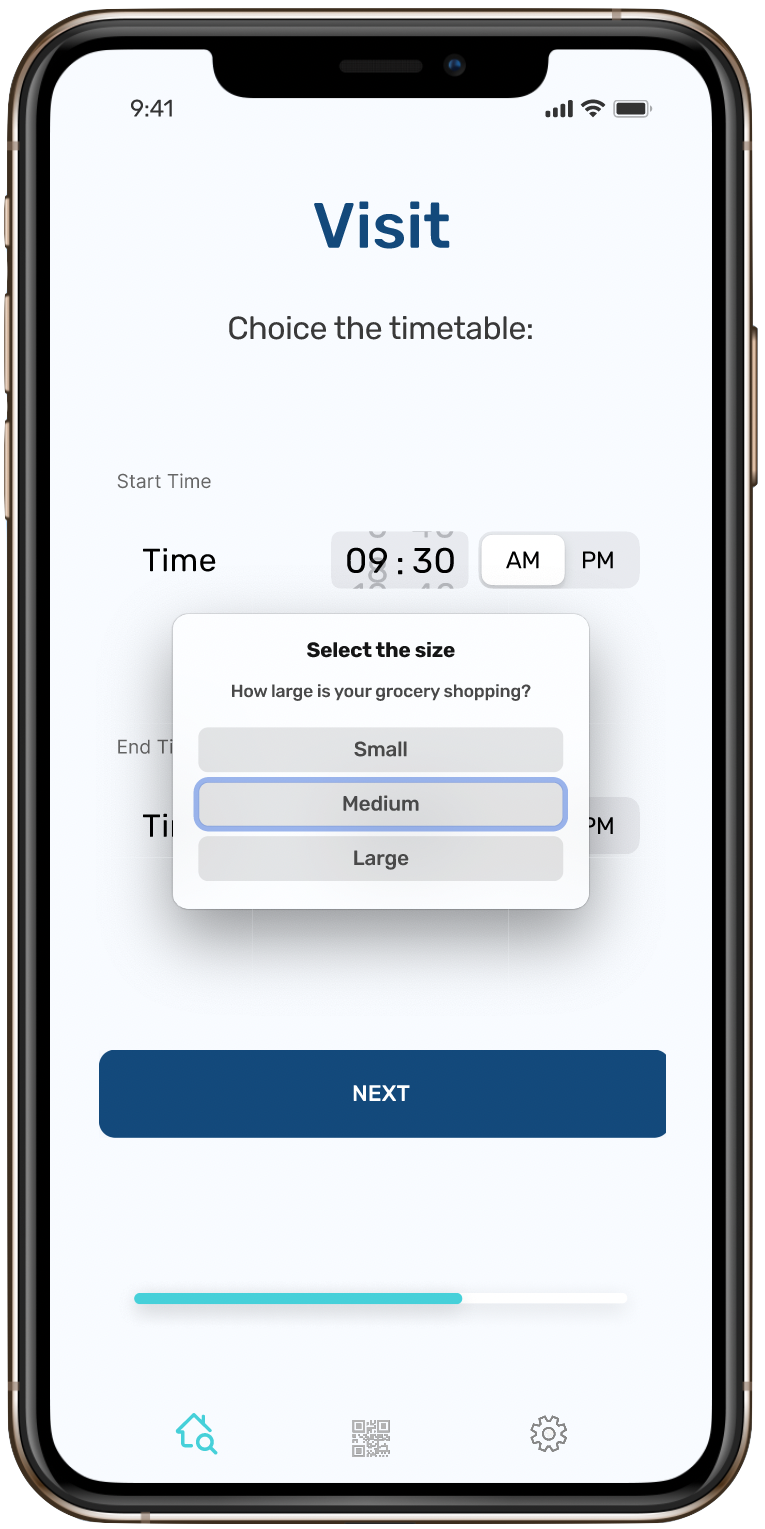 9:41
Visit
Choice the timetable:
Start Time
Time
09:30
AM
PM
Select the size
How large is your grocery shopping?
Small
End Ti
Medium
Ti
PM
Large
NEXT